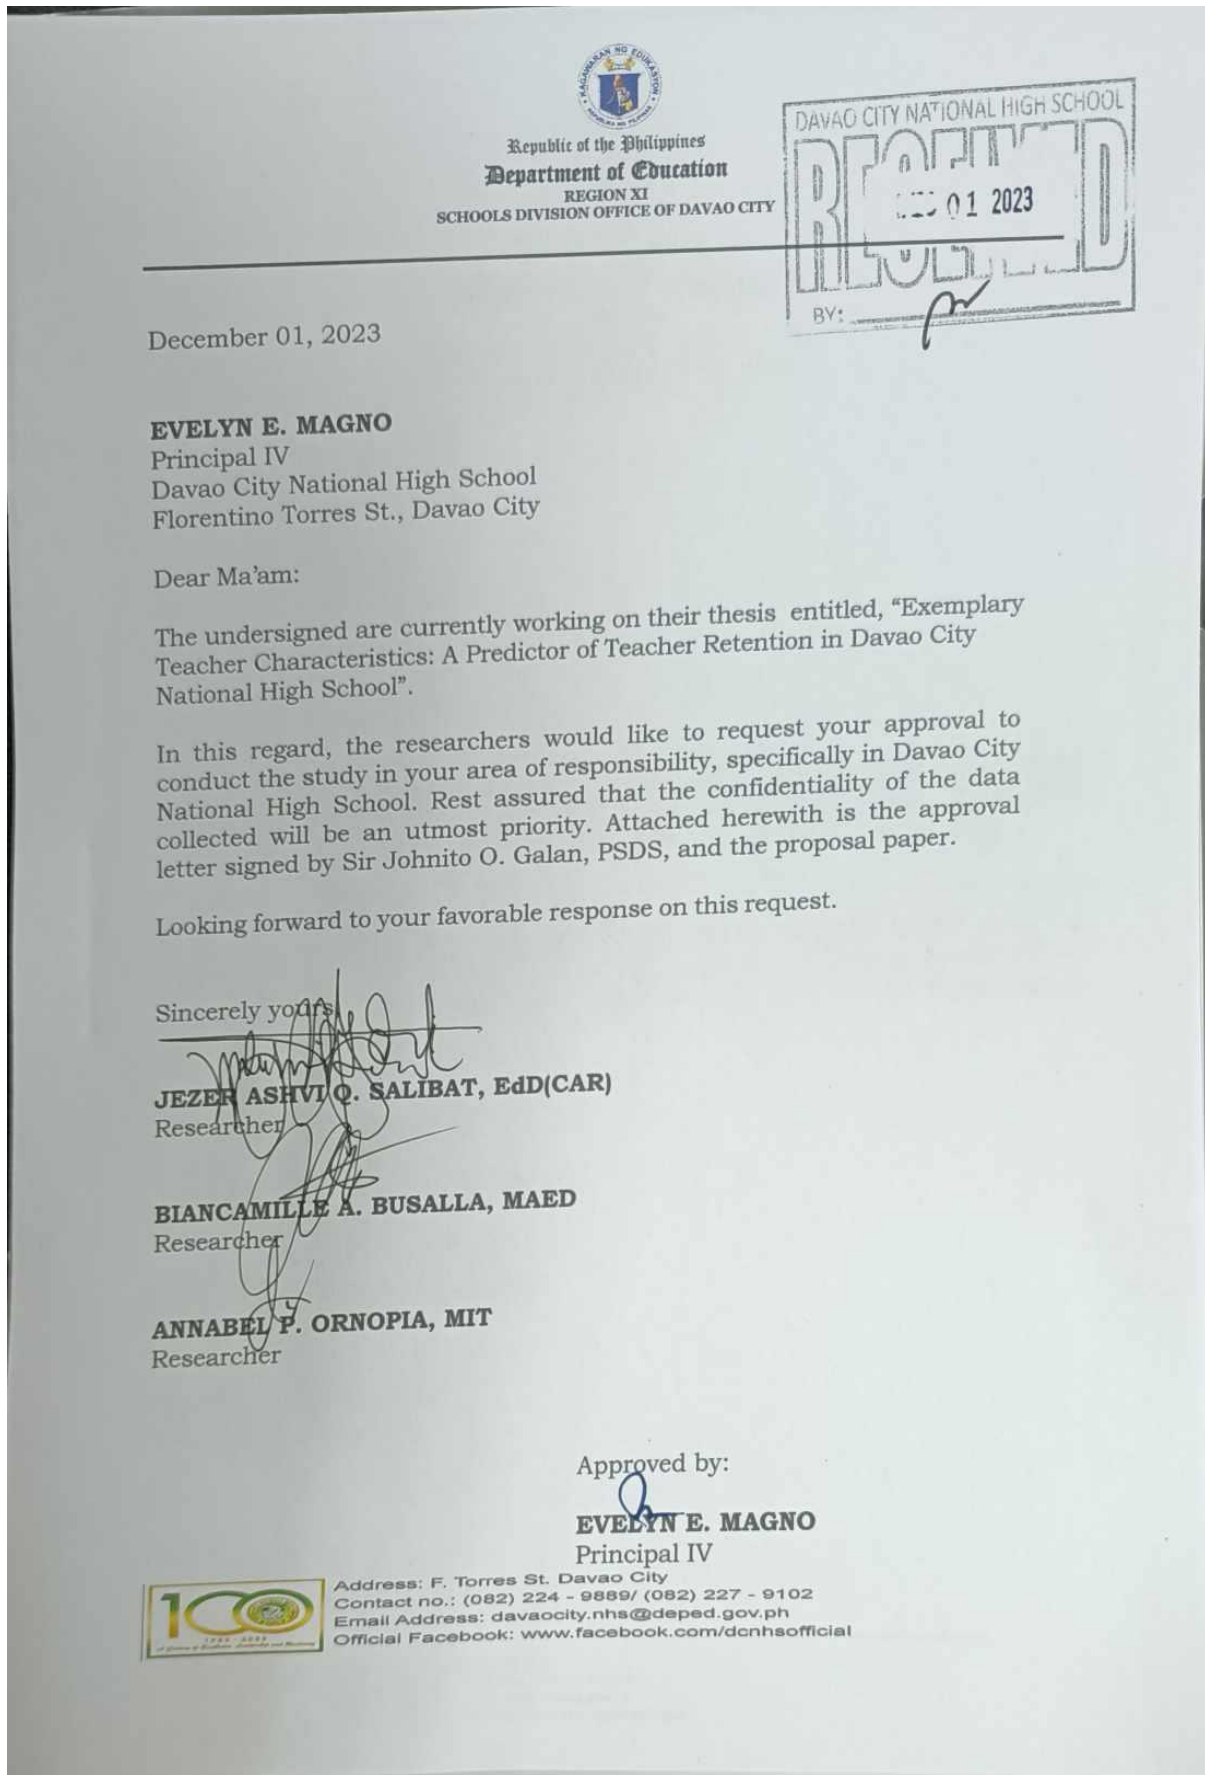 KAGAWARAN NG EDUKASYON
REPUBLIKA NG PILIPINAS
Republic of the Philippines
Department of Education
REGION XI
SCHOOLS DIVISION OFFICE OF DAVAO CITY
DAVAO CITY NATIONAL HIGH SCHOOL
RECEIVED
01 2023
BY:
December 01, 2023
EVELYN E. MAGNO
Principal IV
Davao City National High School
Florentino Torres St., Davao City
Dear Ma'am:
The undersigned are currently working on their thesis entitled, “Exemplary
Teacher Characteristics: A Predictor of Teacher Retention in Davao City
National High School”.
In this regard, the researchers would like to request your approval to
conduct the study in your area of responsibility, specifically in Davao City
National High School. Rest assured that the confidentiality of the data
collected will be an utmost priority. Attached herewith is the approval
letter signed by Sir Johnito O. Galan, PSDS, and the proposal paper.
Looking forward to your favorable response on this request.
Sincerely yours,
JEZER ASHVI Q. SALIBAT, EdD(CAR)
Researcher
BIANCAMILLE A. BUSALLA, MAED
Researcher
ANNABEL P. ORNOPIA, MIT
Researcher
Approved by:
EVELYN E. MAGNO
Principal IV
100
Address: F. Torres St. Davao City
Contact no.: (082) 224 - 9889/ (082) 227 - 9102
Email Address: davaocity.nhs@deped.gov.ph
Official Facebook: www.facebook.com/dcnhsofficial